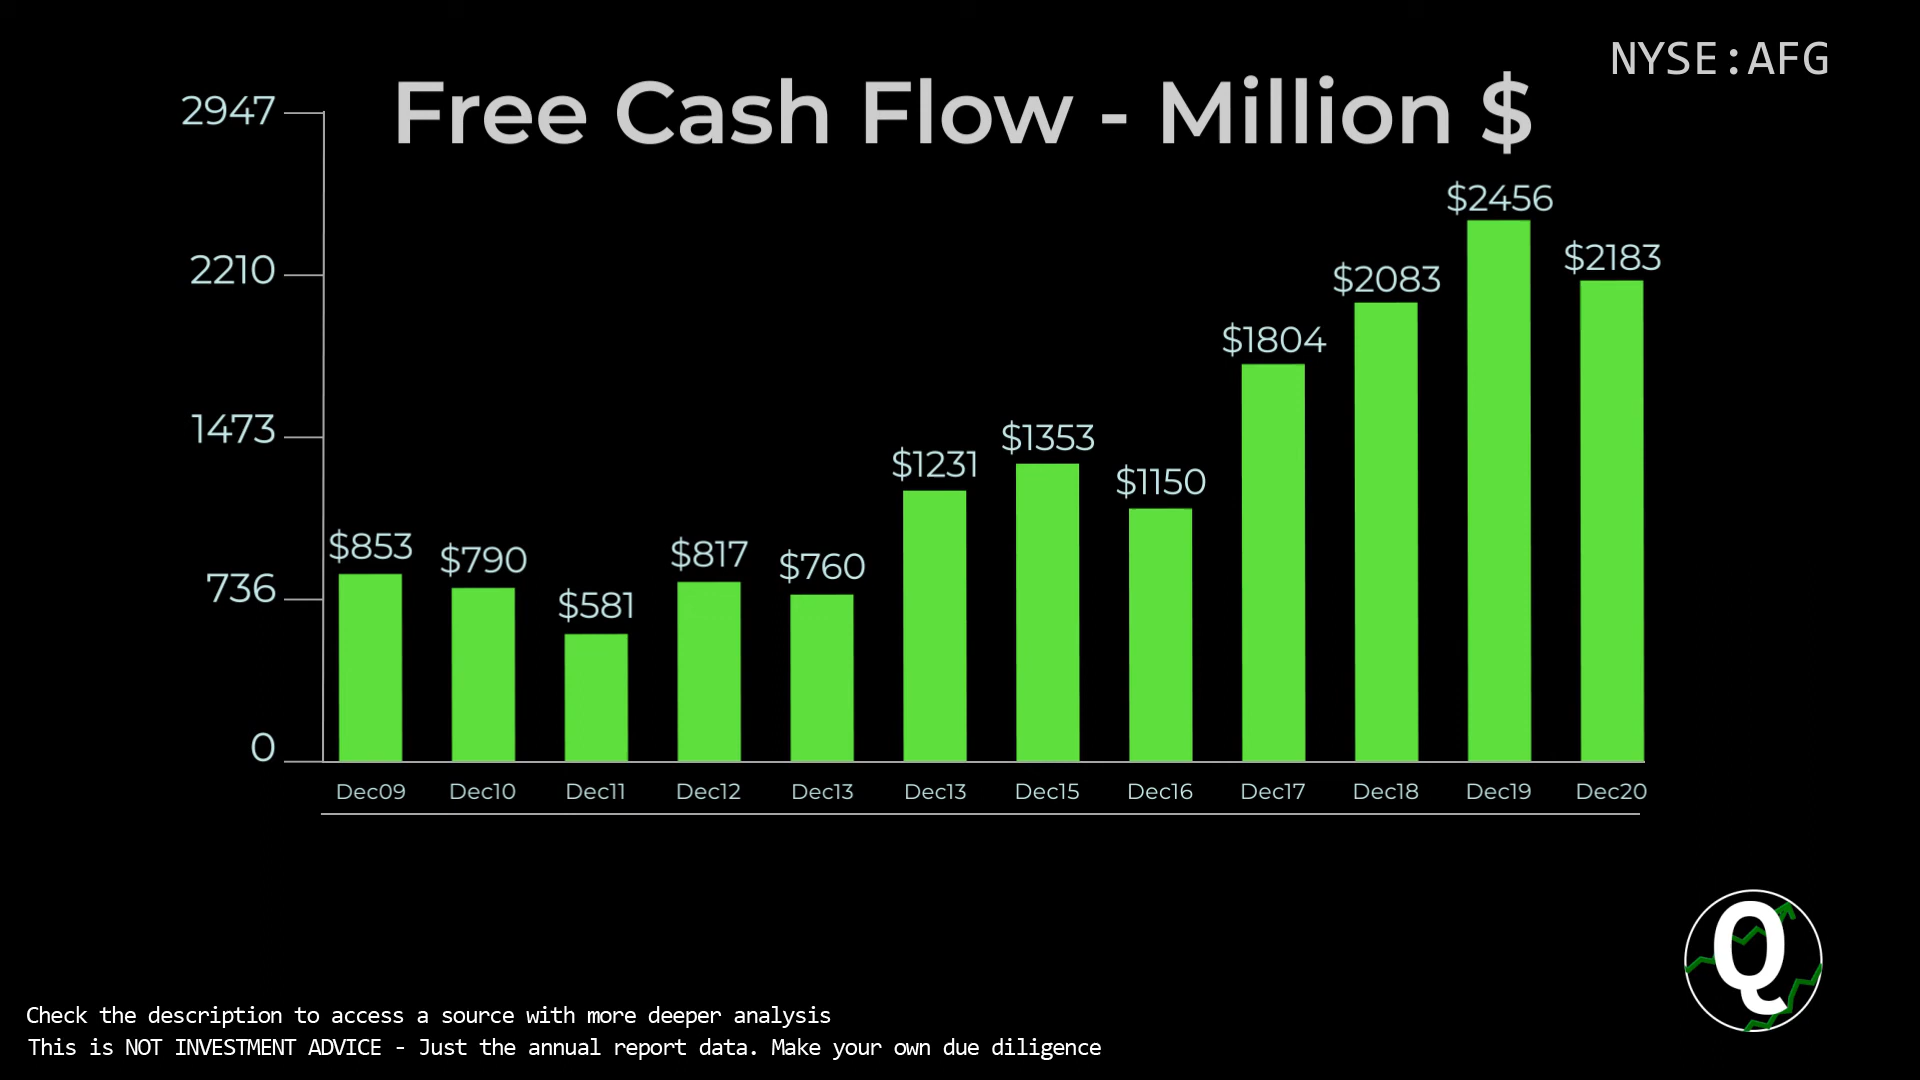 NYSE:AFG
Free Cash Flow - Million $
2947
2210
1473
736
0
$853
$790
$581
$817
$760
$1231
$1353
$1150
$1804
$2083
$2456
$2183
Dec09 Dec10 Dec11 Dec12 Dec13 Dec13 Dec15 Dec16 Dec17 Dec18 Dec19 Dec20
Q
Check the description to access a source with more deeper analysis
This is NOT INVESTMENT ADVICE - Just the annual report data. Make your own due diligence